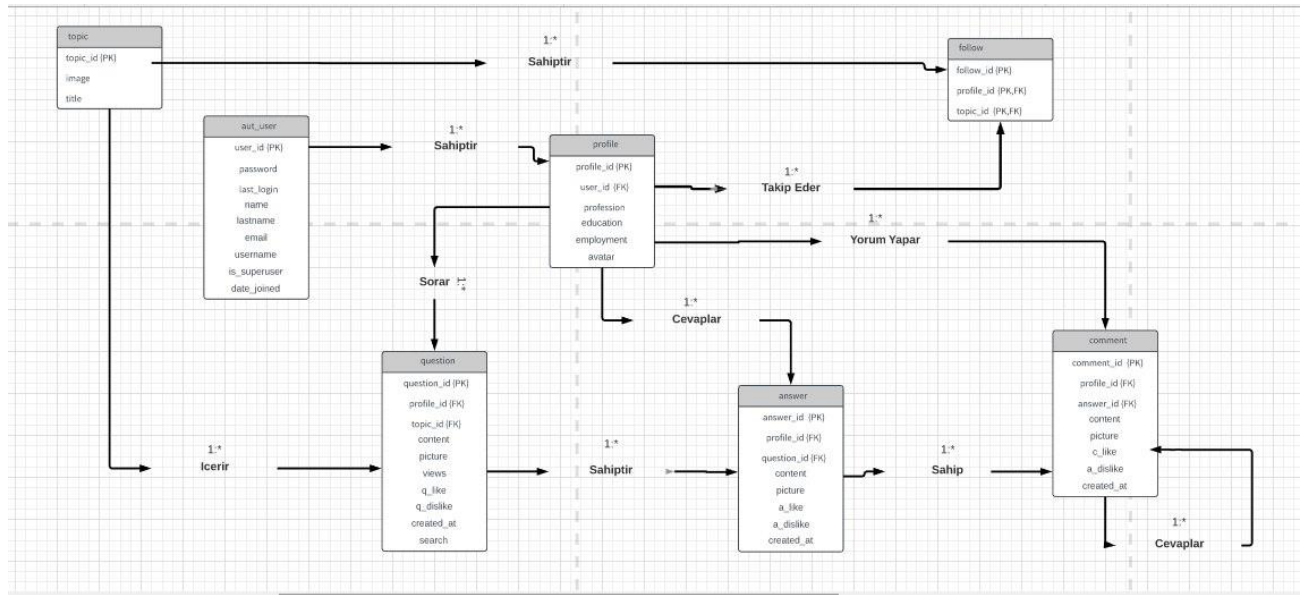 topic
topic_id {PK}
image
title
1:*
Sahiptir
follow
follow_id {PK}
profile_id {PK,FK}
topic_id {PK,FK}
aut_user
user_id {PK}
password
last_login
name
lastname
email
username
is_superuser
date_joined
1:*
Sahiptir
profile
profile_id {PK}
user_id {FK}
profession
education
employment
avatar
1:*
Takip Eder
1:*
Yorum Yapar
Sorar 1:*
1:*
Cevaplar
question
question_id {PK}
profile_id {FK}
topic_id {FK}
content
picture
views
q_like
q_dislike
created_at
search
1:*
Icerir
1:*
Sahiptir
answer
answer_id {PK}
profile_id {FK}
question_id {FK}
content
picture
a_like
a_dislike
created_at
1:*
Sahip
comment
comment_id {PK}
profile_id {FK}
answer_id {FK}
content
picture
c_like
a_dislike
created_at
1:*
Cevaplar